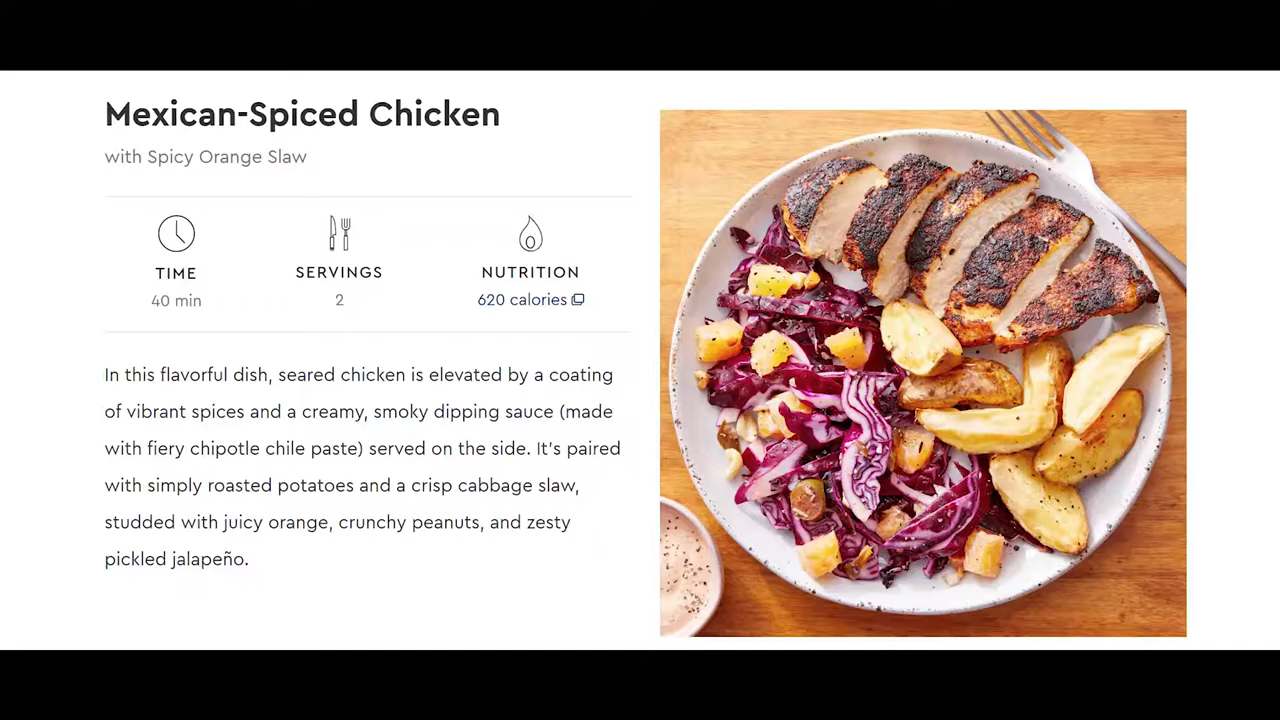 Mexican-Spiced Chicken
with Spicy Orange Slaw
TIME
SERVINGS
NUTRITION
40 min
2
620 calories
In this flavorful dish, seared chicken is elevated by a coating
of vibrant spices and a creamy, smoky dipping sauce (made
with fiery chipotle chile paste) served on the side. It's paired
with simply roasted potatoes and a crisp cabbage slaw,
studded with juicy orange, crunchy peanuts, and zesty
pickled jalapeño.